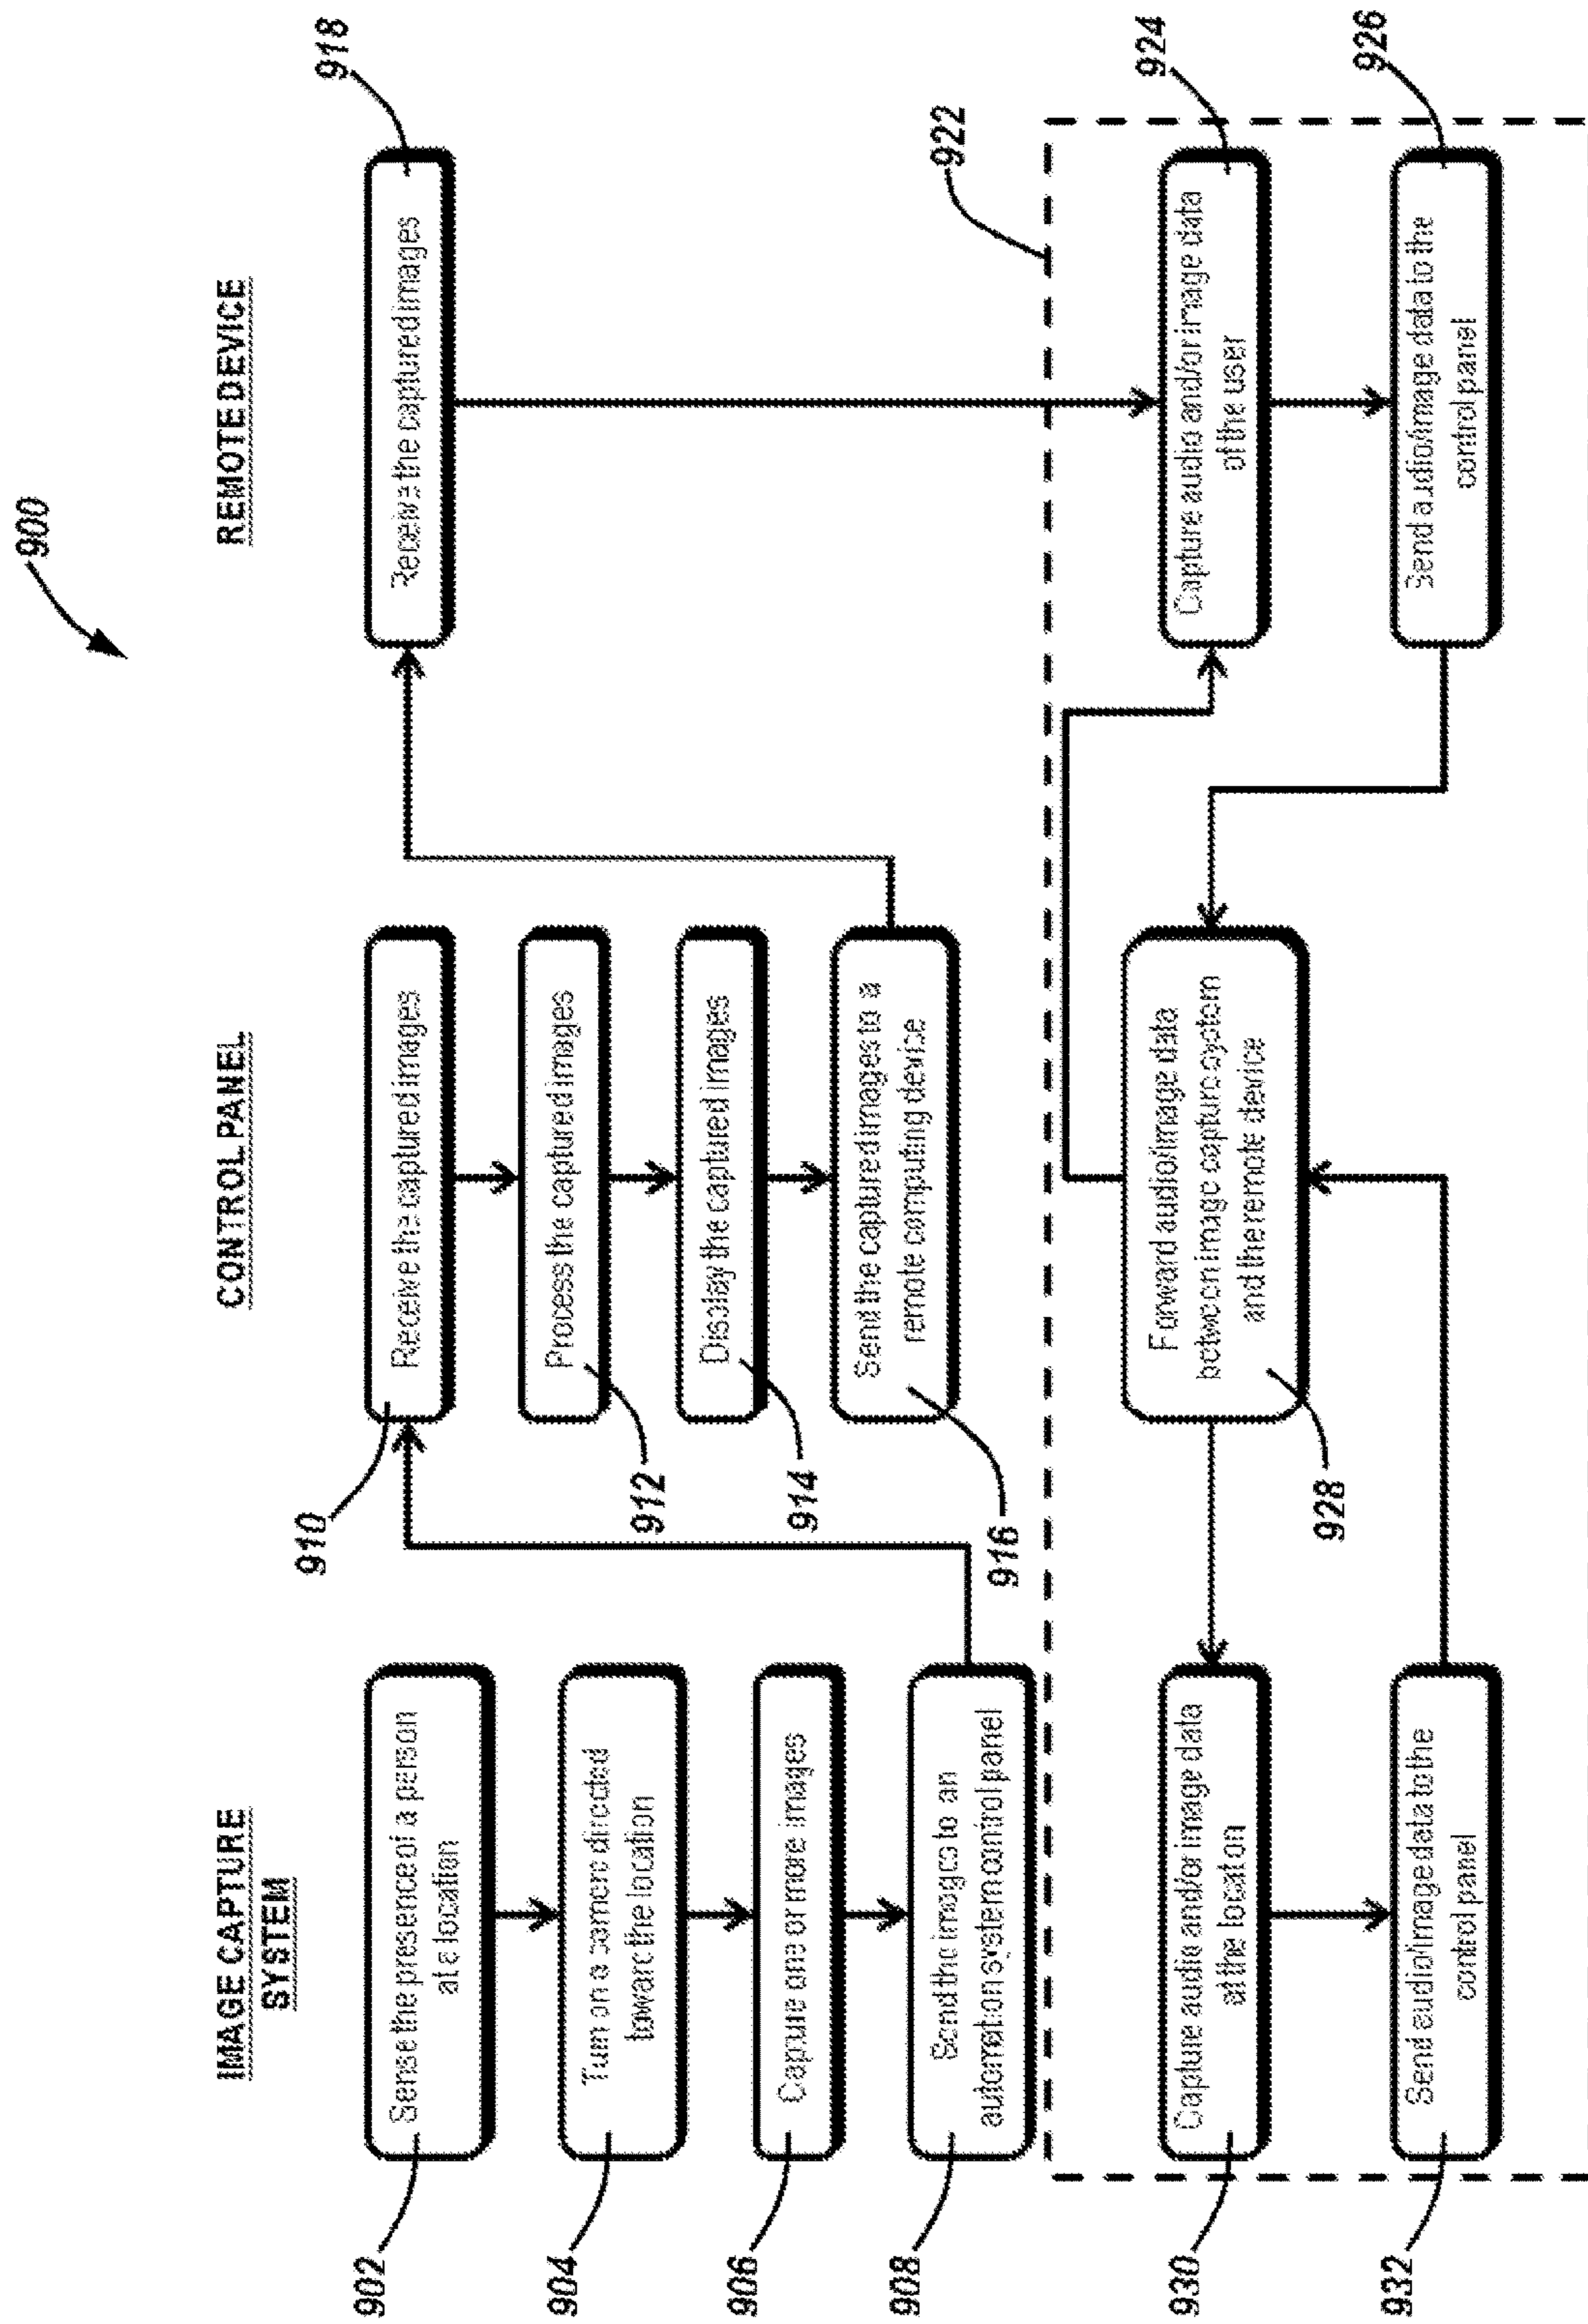 900
IMAGE CAPTURE
SYSTEM
CONTROL PANEL
REMOTE DEVICE
902
Sense the presence of a person
at a location
904
Turn on a camera directed
toward the location
906
Capture one or more images
908
Send the images to an
automation system control panel
910
Receive the captured images
912
Process the captured images
914
Display the captured images
916
Send the captured images to a
remote computing device
918
Receive the captured images
922
924
Capture audio and/or image data
of the user
926
Send audio/image data to the
control panel
928
Forward audio/image data
between image capture system
and the remote device
930
Capture audio and/or image data
at the location
932
Send audio/image data to the
control panel